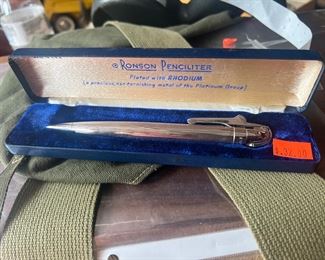 ® RONSON PENCILITER
Plated with RHODIUM
(a precious, non-tarnishing metal of the Platinum Group)